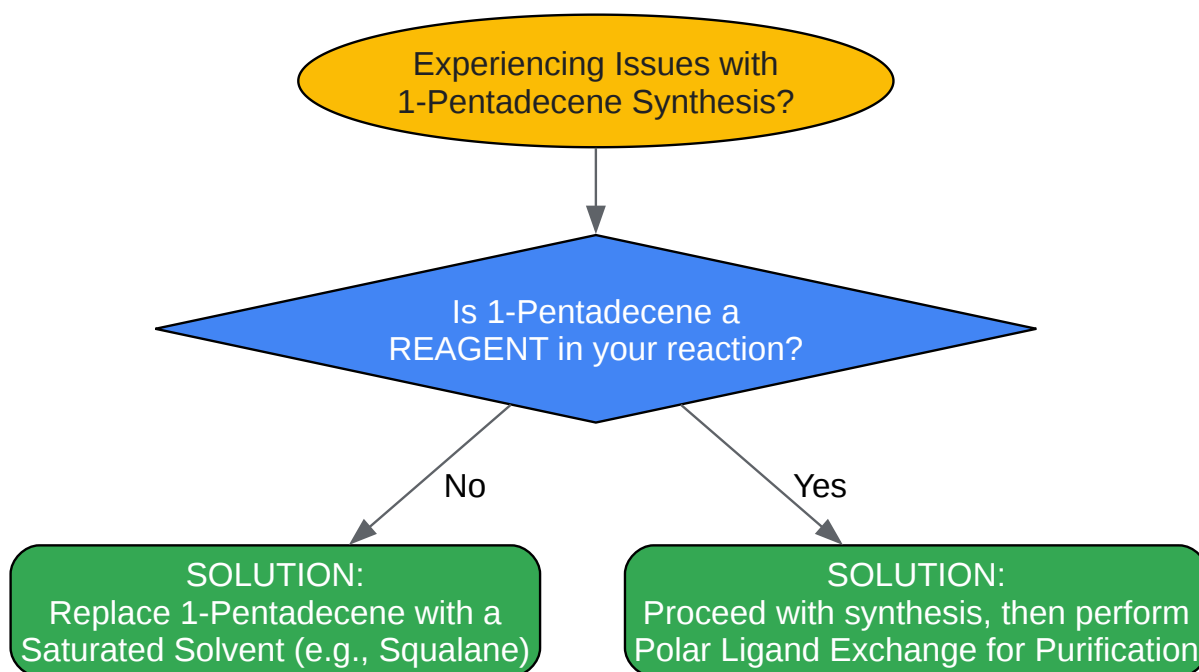 Experiencing Issues with
1-Pentadecene Synthesis?
Is 1-Pentadecene a
REAGENT in your reaction?
No
Yes
SOLUTION:
Replace 1-Pentadecene with a
Saturated Solvent (e.g., Squalane)
SOLUTION:
Proceed with synthesis, then perform
Polar Ligand Exchange for Purification